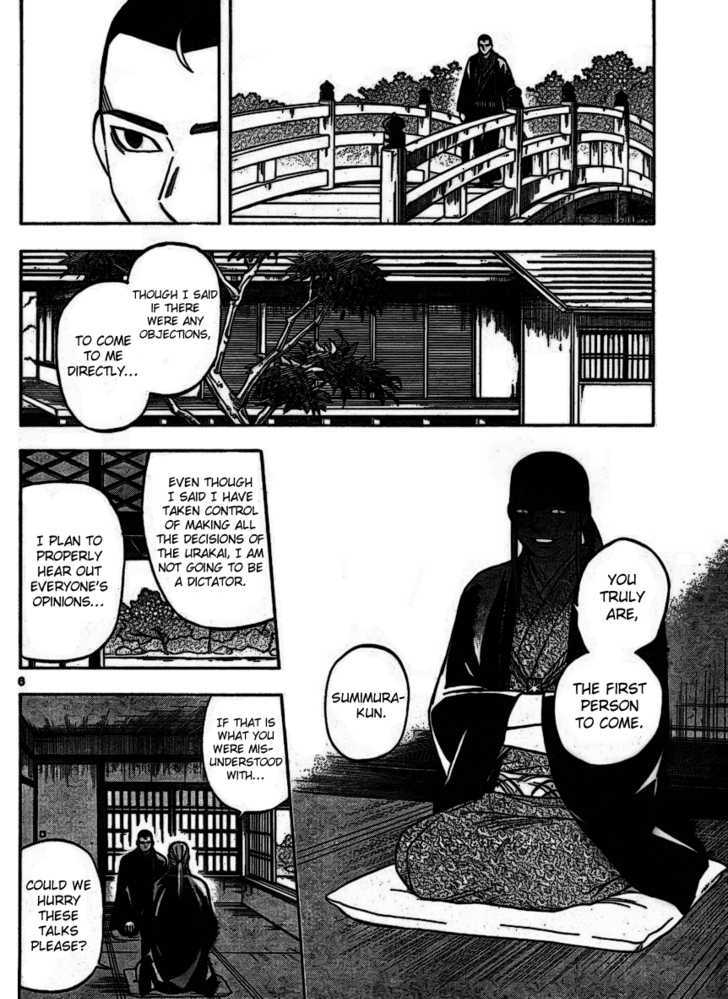 THOUGH I SAID
IF THERE
WERE ANY
OBJECTIONS,
TO COME
TO ME
DIRECTLY...
YOU
TRULY
ARE,
THE FIRST
PERSON
TO COME.
SUMIMURA-
KUN.
EVEN THOUGH
I SAID I HAVE
TAKEN CONTROL
OF MAKING ALL
THE DECISIONS
OF THE URAKAI, I AM
NOT GOING TO
BE A DICTATOR.
I PLAN TO
PROPERLY
HEAR OUT
EVERYONE'S
OPINIONS...
6
IF THAT IS
WHAT YOU
WERE MIS-
UNDERSTOOD
WITH...
COULD WE
HURRY
THESE
TALKS
PLEASE?